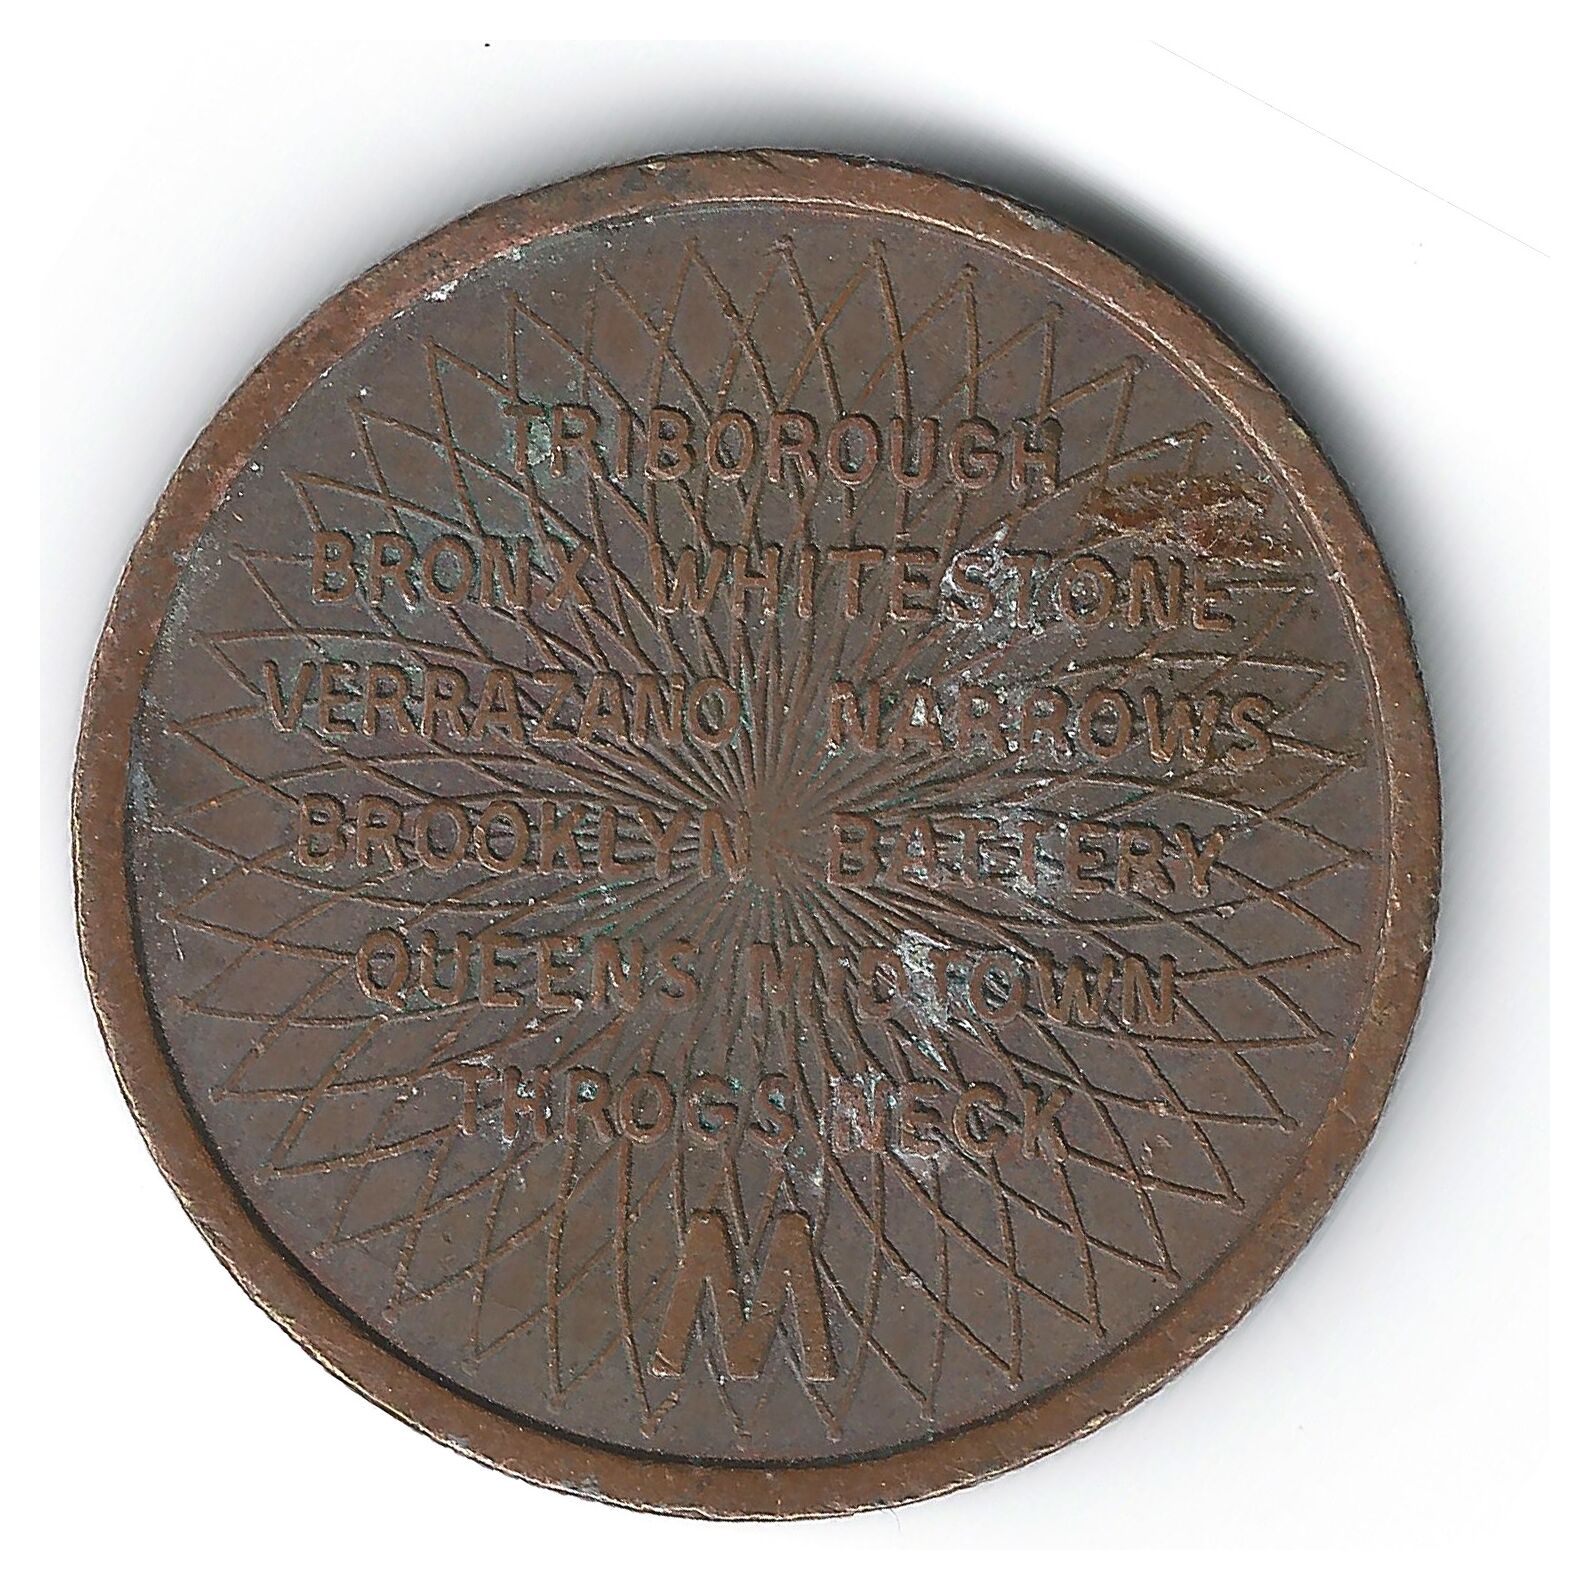 TRIBOROUGH
BRONX WHITESTONE
VERRAZANO NARROWS
BROOKLYN BATTERY
QUEENS MIDTOWN
THROGS NECK
M